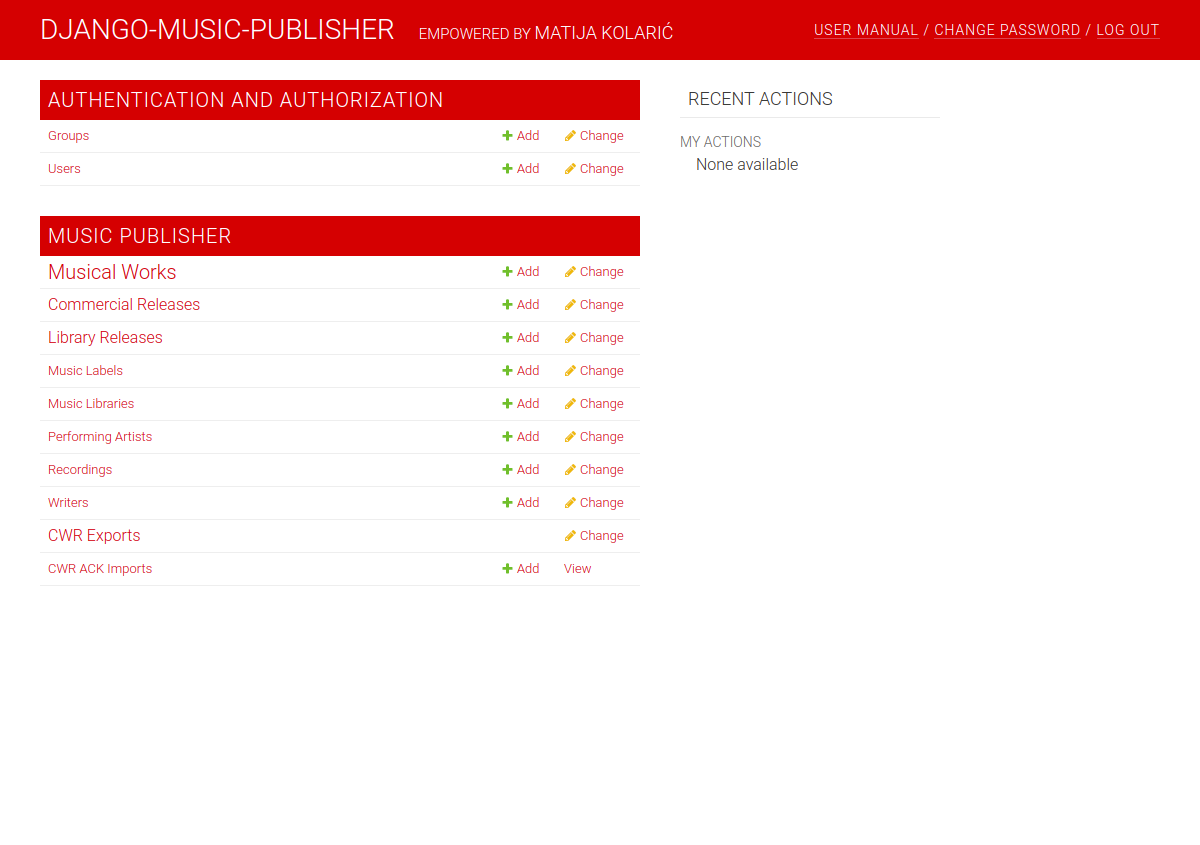 DJANGO-MUSIC-PUBLISHER EMPOWERED BY MATIJA KOLARIĆ USER MANUAL / CHANGE PASSWORD / LOG OUT
AUTHENTICATION AND AUTHORIZATION
Groups Add Change
Users Add Change
MUSIC PUBLISHER
Musical Works Add Change
Commercial Releases Add Change
Library Releases Add Change
Music Labels Add Change
Music Libraries Add Change
Performing Artists Add Change
Recordings Add Change
Writers Add Change
CWR Exports Change
CWR ACK Imports Add View
RECENT ACTIONS
MY ACTIONS
None available